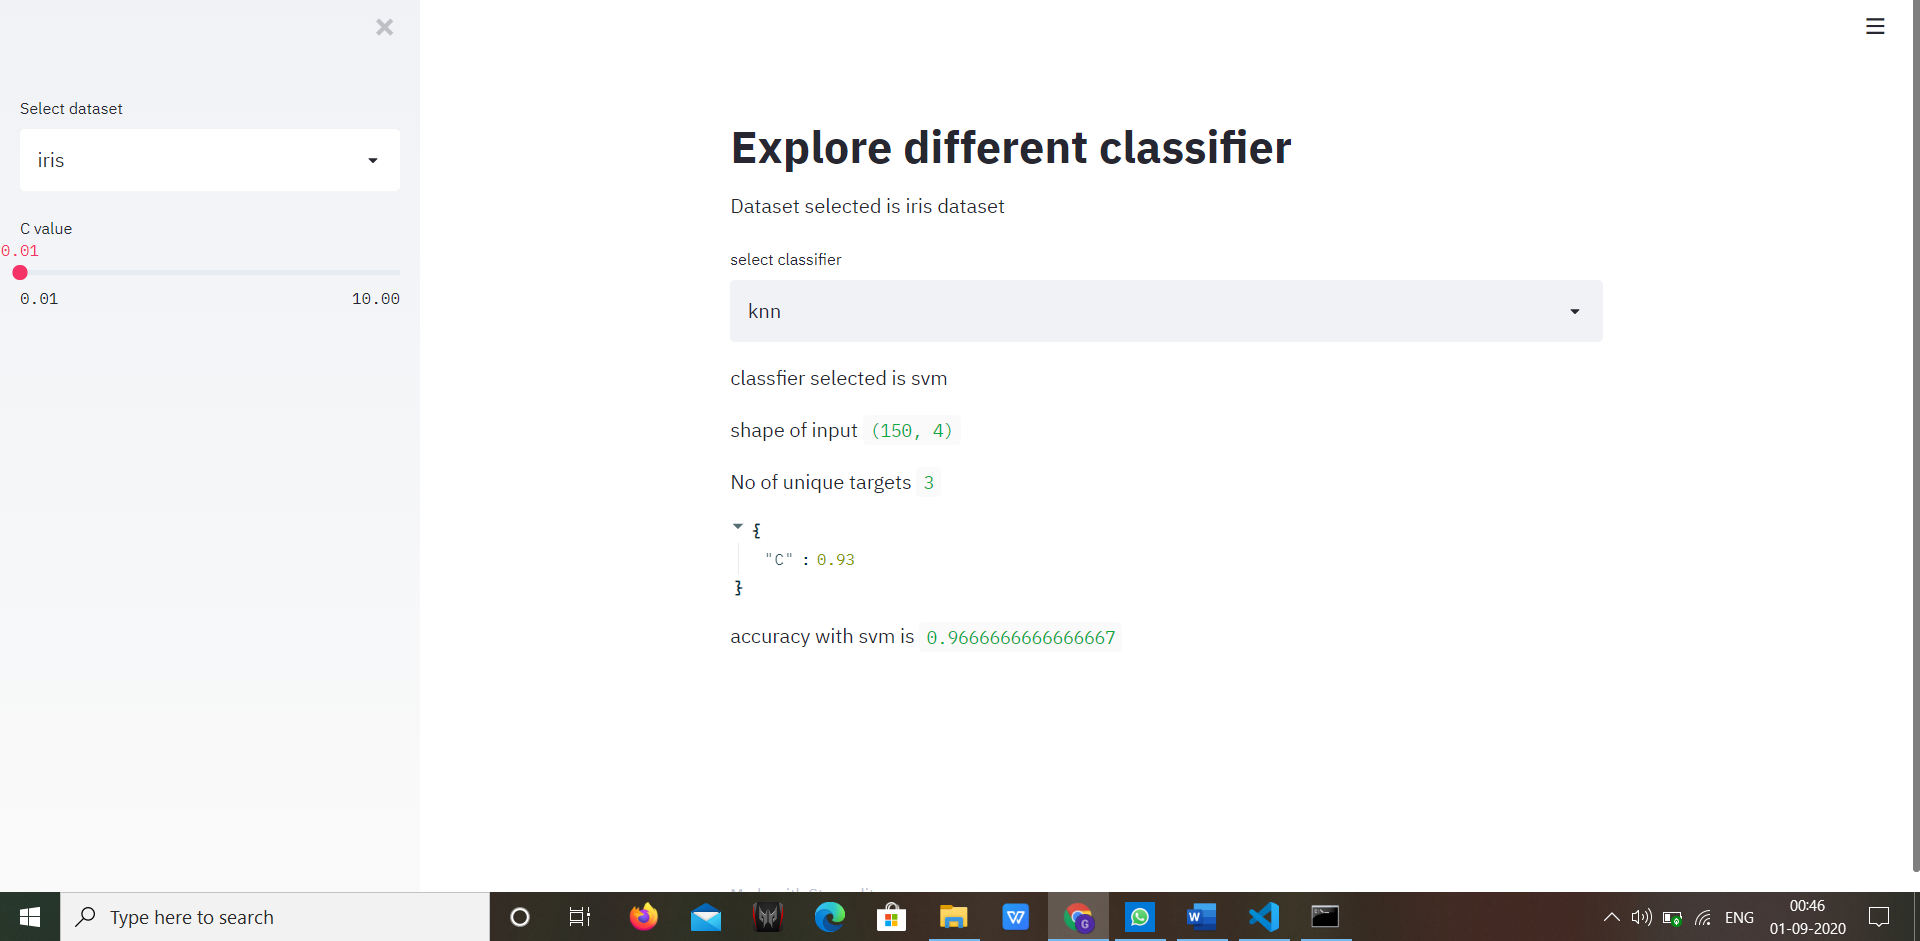 Select dataset
iris
C value
0.01
0.01 10.00
Explore different classifier
Dataset selected is iris dataset
select classifier
knn
classfier selected is svm
shape of input (150, 4)
No of unique targets 3
{
"C" : 0.93
}
accuracy with svm is 0.9666666666666667
Type here to search
ENG
00:46
01-09-2020